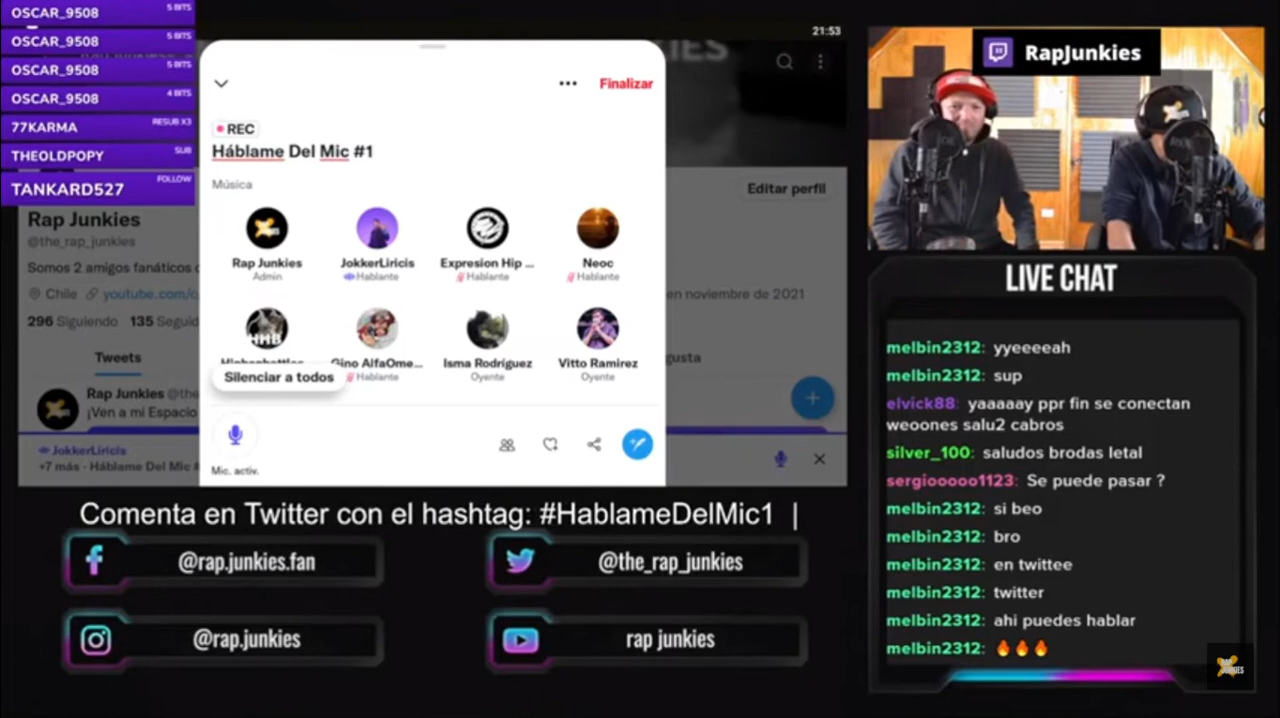 OSCAR_9508
5 BITS
OSCAR_9508
5 BITS
OSCAR_9508
5 BITS
OSCAR_9508
4 BITS
77KARMA
RESUB X3
THEOLDPOPY
SUB
TANKARD527
FOLLOW
21:53
Finalizar
REC
Háblame Del Mic #1
Música
Rap Junkies
Admin
JokkerLiricis
Hablante
Expresion Hip ...
Hablante
Neoc
Hablante
Gino AlfaOme...
Hablante
Isma Rodríguez
Oyente
Vitto Ramirez
Oyente
Silenciar a todos
Mic. activ.
Editar perfil
Rap Junkies
@the_rap_junkies
Somos 2 amigos fanáticos
Chile youtube.com/c
en noviembre de 2021
296 Siguiendo 135 Seguid
Tweets
gusta
Rap Junkies @the
¡Ven a mi Espacio
JokkerLiricis
+7 más · Háblame Del Mic #
Comenta en Twitter con el hashtag: #HablameDelMic1 |
@rap.junkies.fan
@the_rap_junkies
@rap.junkies
rap junkies
RapJunkies
LIVE CHAT
melbin2312: yyeeeeah
melbin2312: sup
elvick88: yaaaaay ppr fin se conectan
weoones salu2 cabros
silver_100: saludos brodas letal
sergiooooo1123: Se puede pasar ?
melbin2312: si beo
melbin2312: bro
melbin2312: en twittee
melbin2312: twitter
melbin2312: ahi puedes hablar
melbin2312: 🔥🔥🔥
RAP
JUNKIES